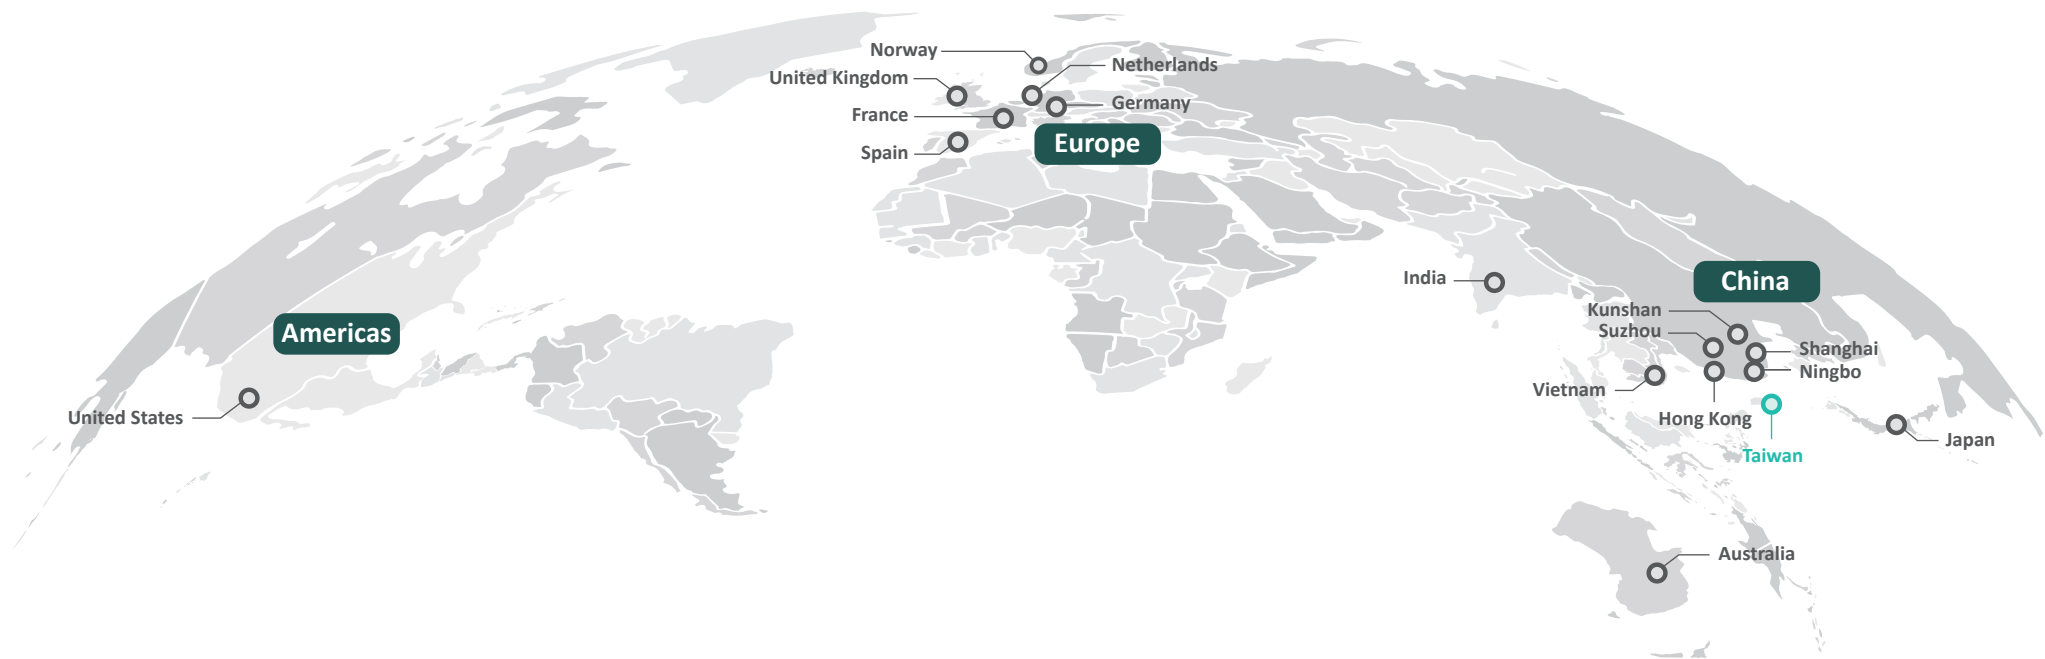 Norway
United Kingdom
Netherlands
France
Germany
Spain
Europe
Americas
United States
India
China
Kunshan
Suzhou
Shanghai
Ningbo
Vietnam
Hong Kong
Taiwan
Japan
Australia